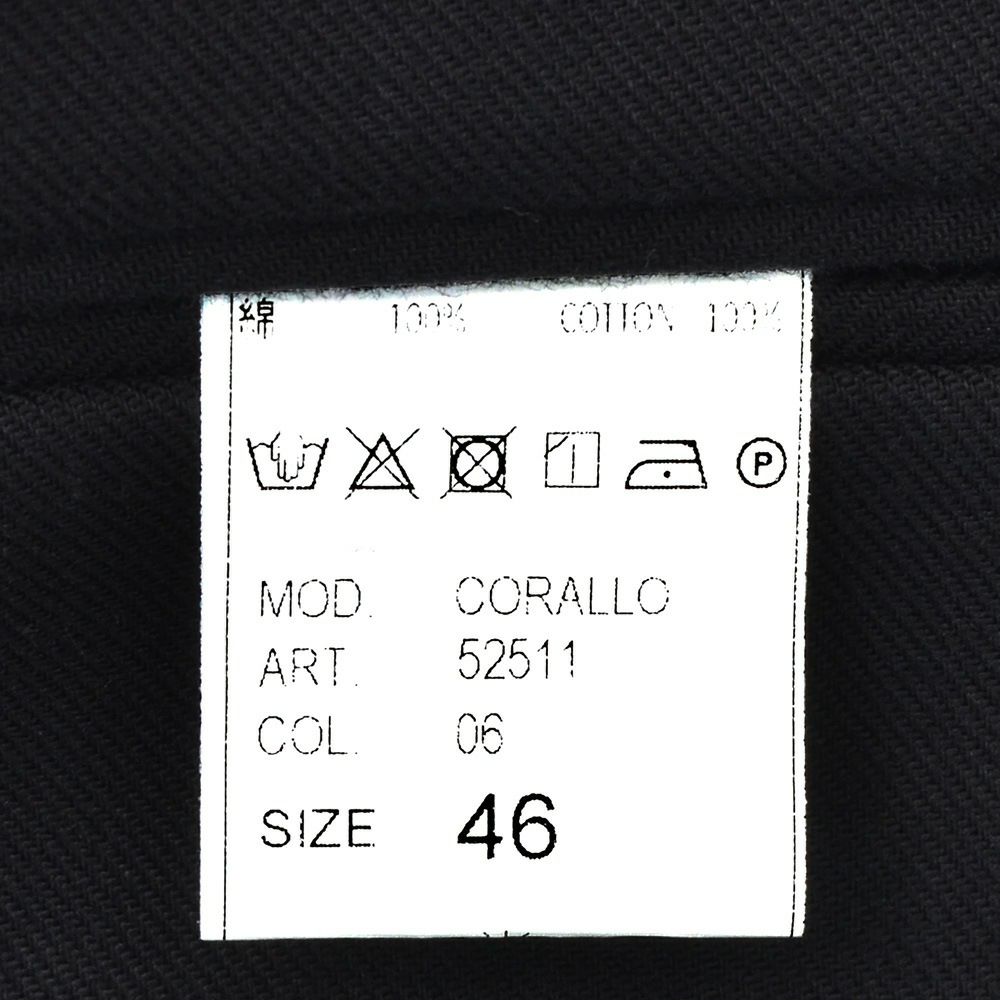 綿 100% COTTON 100%
P
MOD. CORALLO
ART. 52511
COL. 06
SIZE 46